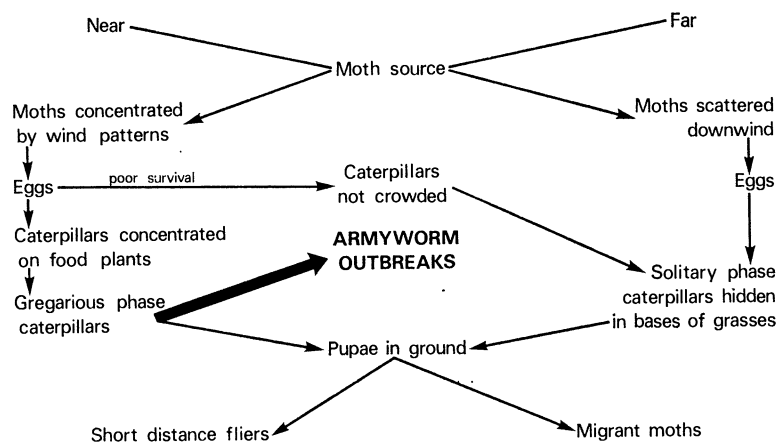 Near
Far
Moth source
Moths concentrated
by wind patterns
Moths scattered
downwind
Eggs
poor survival
Caterpillars
not crowded
Eggs
Caterpillars concentrated
on food plants
ARMYWORM
OUTBREAKS
Gregarious phase
caterpillars
Solitary phase
caterpillars hidden
in bases of grasses
Pupae in ground
Short distance fliers
Migrant moths